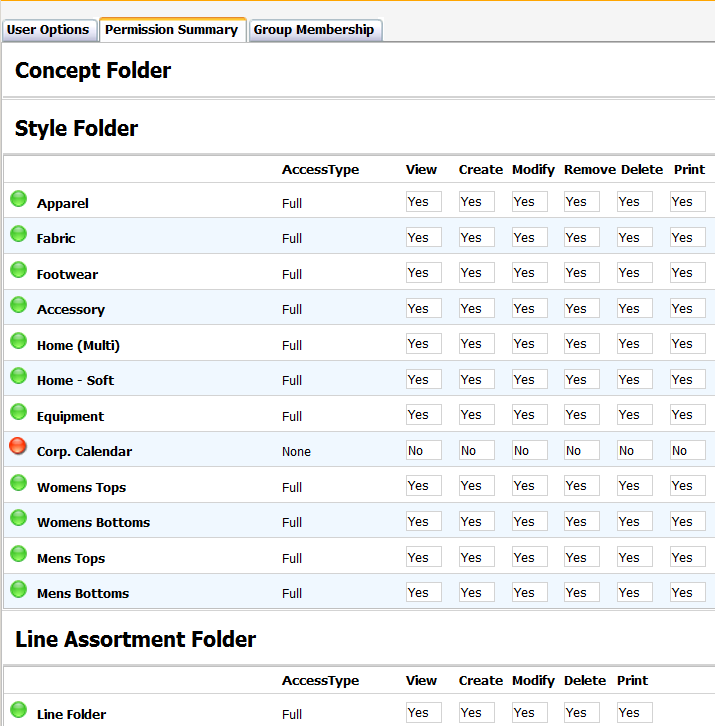 User Options Permission Summary Group Membership
Concept Folder
Style Folder
AccessType View Create Modify Remove Delete Print
Apparel Full Yes Yes Yes Yes Yes Yes
Fabric Full Yes Yes Yes Yes Yes Yes
Footwear Full Yes Yes Yes Yes Yes Yes
Accessory Full Yes Yes Yes Yes Yes Yes
Home (Multi) Full Yes Yes Yes Yes Yes Yes
Home - Soft Full Yes Yes Yes Yes Yes Yes
Equipment Full Yes Yes Yes Yes Yes Yes
Corp. Calendar None No No No No No No
Womens Tops Full Yes Yes Yes Yes Yes Yes
Womens Bottoms Full Yes Yes Yes Yes Yes Yes
Mens Tops Full Yes Yes Yes Yes Yes Yes
Mens Bottoms Full Yes Yes Yes Yes Yes Yes
Line Assortment Folder
AccessType View Create Modify Delete Print
Line Folder Full Yes Yes Yes Yes Yes